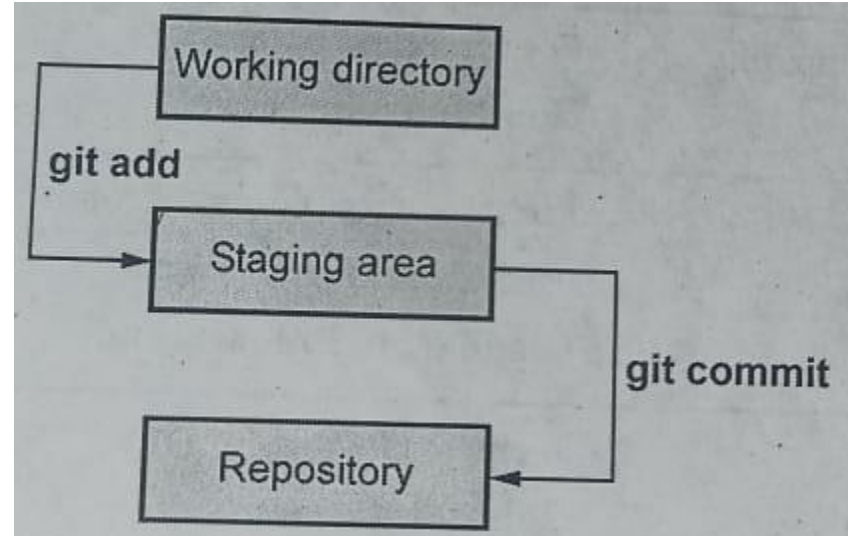 Working directory
git add
Staging area
git commit
Repository